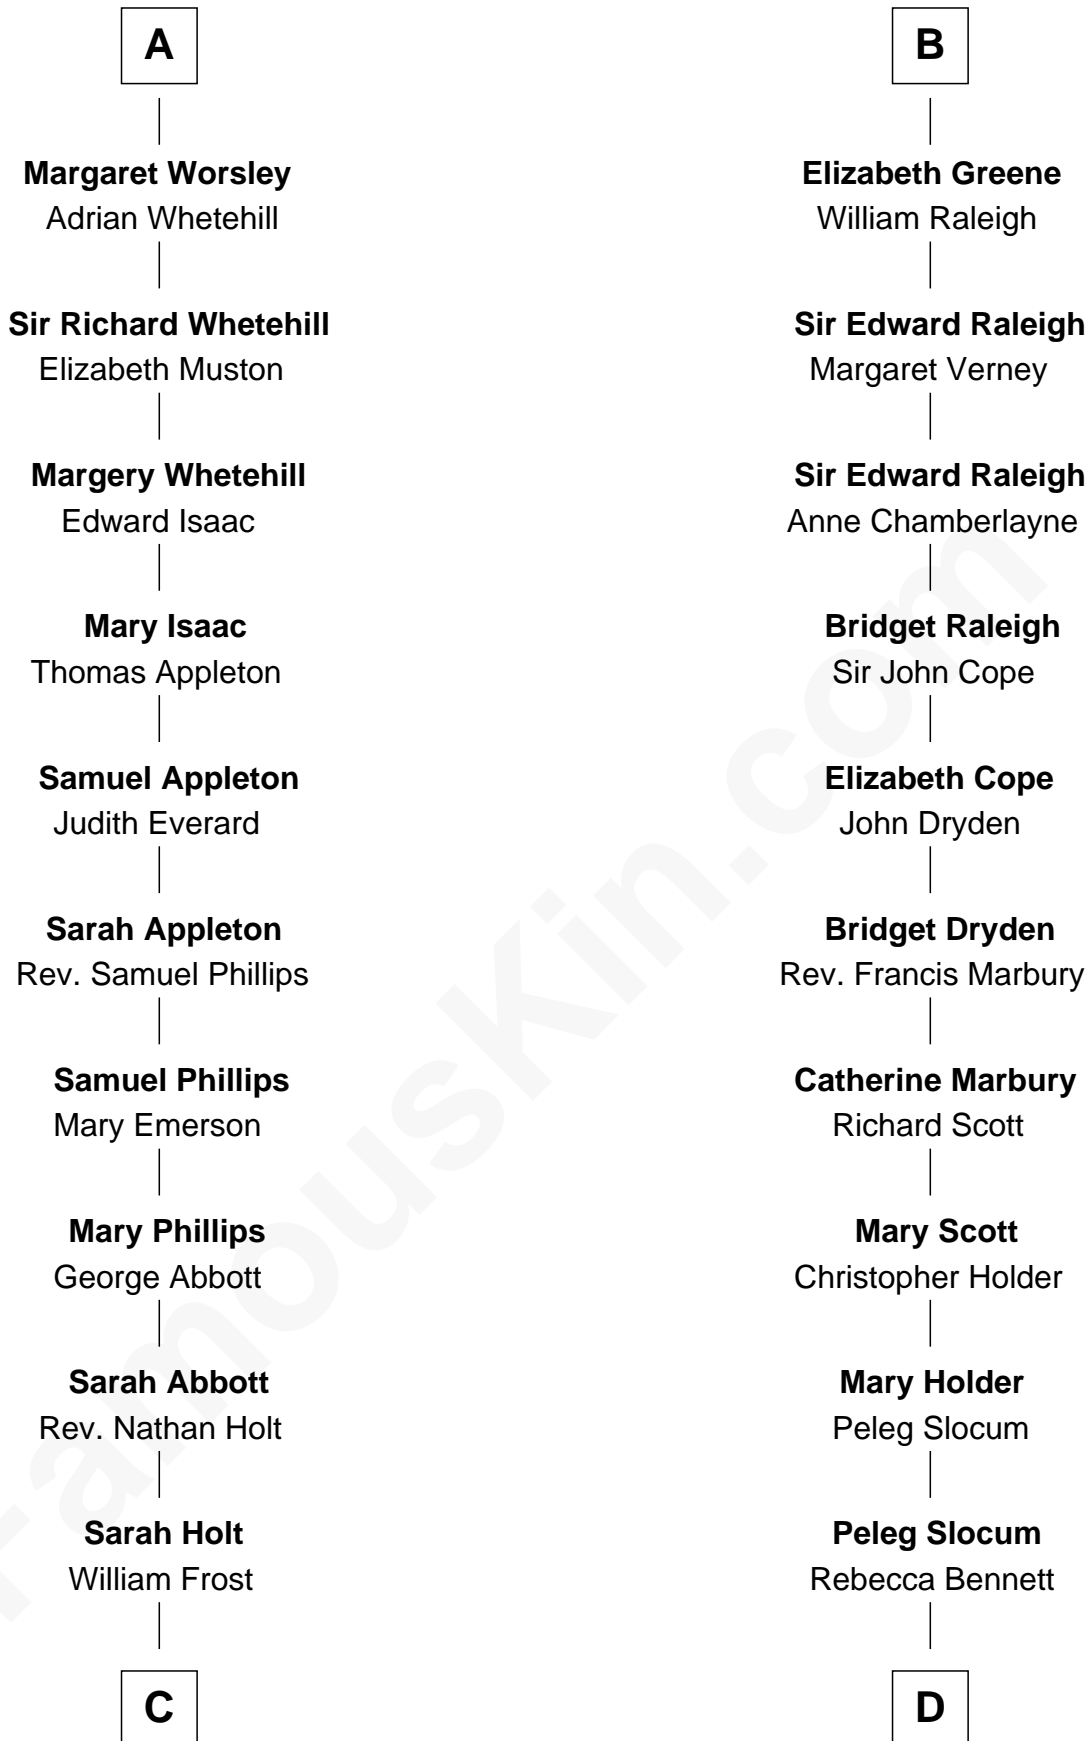 A
Margaret Worsley
Adrian Whetehill
Sir Richard Whetehill
Elizabeth Muston
Margery Whetehill
Edward Isaac
Mary Isaac
Thomas Appleton
Samuel Appleton
Judith Everard
Sarah Appleton
Rev. Samuel Phillips
Samuel Phillips
Mary Emerson
Mary Phillips
George Abbott
Sarah Abbott
Rev. Nathan Holt
Sarah Holt
William Frost
C
B
Elizabeth Greene
William Raleigh
Sir Edward Raleigh
Margaret Verney
Sir Edward Raleigh
Anne Chamberlayne
Bridget Raleigh
Sir John Cope
Elizabeth Cope
John Dryden
Bridget Dryden
Rev. Francis Marbury
Catherine Marbury
Richard Scott
Mary Scott
Christopher Holder
Mary Holder
Peleg Slocum
Peleg Slocum
Rebecca Bennett
D
FamousKin.com